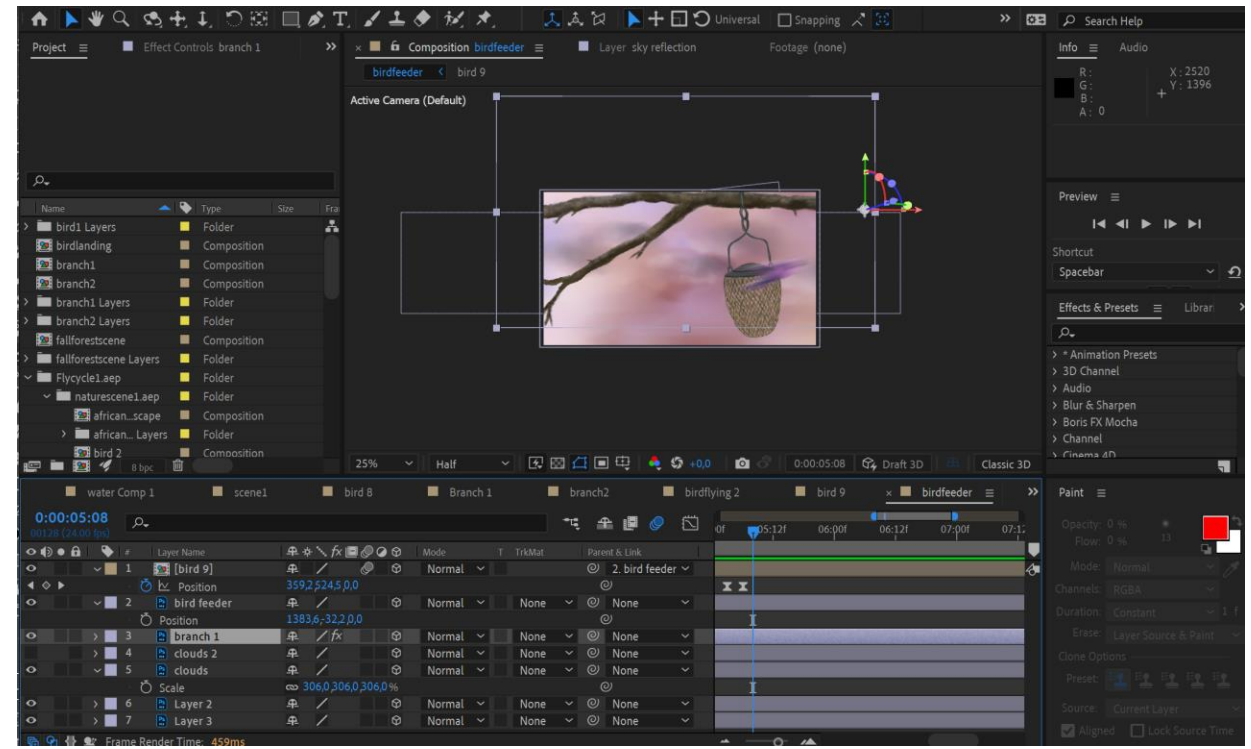 Universal Snapping Search Help
Project Effect Controls branch 1 Composition birdfeeder Layer sky reflection Footage (none) Info Audio
birdfeeder bird 9
Active Camera (Default)
R: X: 2520
G: Y: 1396
B:
A: 0
Name Type Size Fra
bird1 Layers Folder
birdlanding Composition
branch1 Composition
branch2 Composition
branch1 Layers Folder
branch2 Layers Folder
fallforestscene Composition
fallforestscene Layers Folder
Flycycle1.aep Folder
naturescene1.aep Folder
african...scape Composition
african... Layers Folder
bird 2 Composition
8 bpc
25% Half +0,0 0:00:05:08 Draft 3D Classic 3D
Preview
Shortcut
Spacebar
Effects & Presets Librar
* Animation Presets
3D Channel
Audio
Blur & Sharpen
Boris FX Mocha
Channel
Cinema 4D
water Comp 1 scene1 bird 8 Branch 1 branch2 birdflying 2 bird 9 birdfeeder
0:00:05:08
00128 (24.00 fps)
0f 05:12f 06:00f 06:12f 07:00f 07:12
# Layer Name fx Mode T TrkMat Parent & Link
1 [bird 9] Normal 2. bird feeder
Position 359,2,524,5,0,0
2 bird feeder Normal None None
Position 1383,6,-32,2,0,0
3 branch 1 fx Normal None None
4 clouds 2 Normal None None
5 clouds Normal None None
Scale 306,0,306,0,306,0%
6 Layer 2 Normal None None
7 Layer 3 Normal None None
Frame Render Time: 459ms
Paint
Opacity: 0 %
Flow: 0 % 13
Mode: Normal
Channels: RGBA
Duration: Constant 1 f
Erase: Layer Source & Paint
Clone Options
Preset:
Source: Current Layer
Aligned Lock Source Time